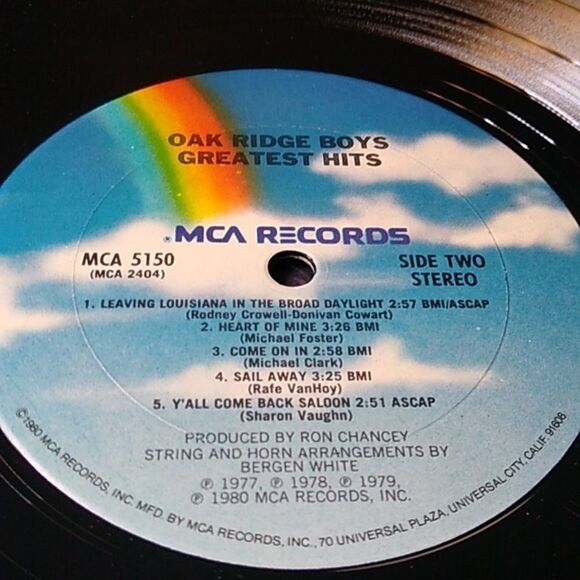 OAK RIDGE BOYS
GREATEST HITS
®MCA RECORDS
MCA 5150
(MCA 2404)
SIDE TWO
STEREO
1. LEAVING LOUISIANA IN THE BROAD DAYLIGHT 2:57 BMI/ASCAP
(Rodney Crowell-Donivan Cowart)
2. HEART OF MINE 3:26 BMI
(Michael Foster)
3. COME ON IN 2:58 BMI
(Michael Clark)
4. SAIL AWAY 3:25 BMI
(Rafe VanHoy)
5. Y'ALL COME BACK SALOON 2:51 ASCAP
(Sharon Vaughn)
PRODUCED BY RON CHANCEY
STRING AND HORN ARRANGEMENTS BY
BERGEN WHITE
℗ 1977, ℗ 1978, ℗ 1979,
℗ 1980 MCA RECORDS, INC.
©1980 MCA RECORDS, INC. MFD. BY MCA RECORDS, INC., 70 UNIVERSAL PLAZA, UNIVERSAL CITY, CALIF. 91608